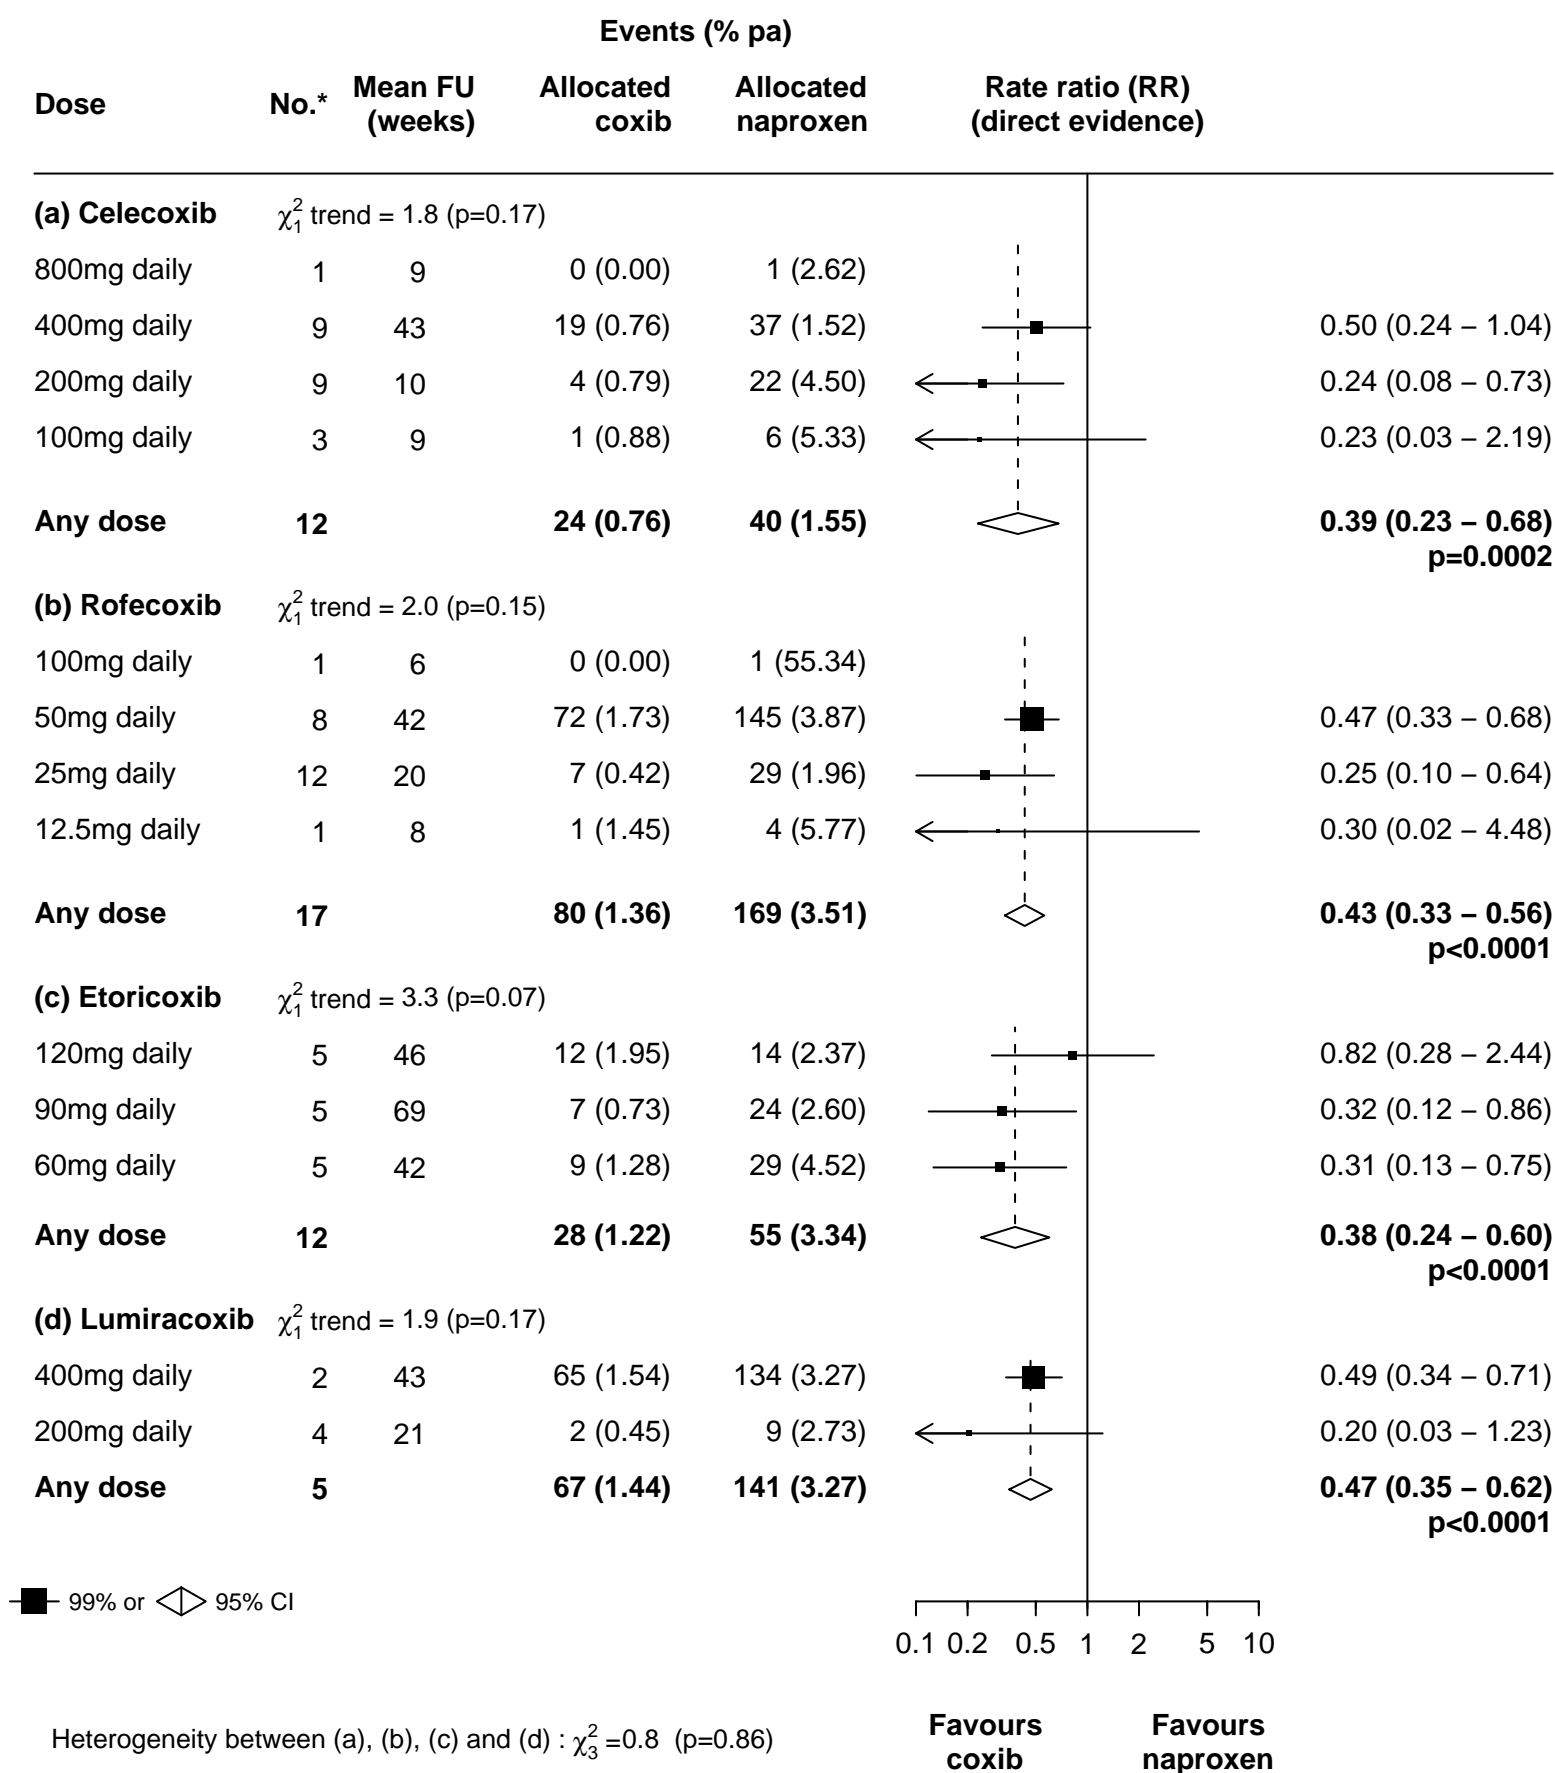 Events (% pa)
Dose No.* Mean FU (weeks) Allocated coxib Allocated naproxen Rate ratio (RR) (direct evidence)
(a) Celecoxib χ²₁ trend = 1.8 (p=0.17)
800mg daily 1 9 0 (0.00) 1 (2.62)
400mg daily 9 43 19 (0.76) 37 (1.52) 0.50 (0.24 – 1.04)
200mg daily 9 10 4 (0.79) 22 (4.50) 0.24 (0.08 – 0.73)
100mg daily 3 9 1 (0.88) 6 (5.33) 0.23 (0.03 – 2.19)
Any dose 12 24 (0.76) 40 (1.55) 0.39 (0.23 – 0.68)
p=0.0002
(b) Rofecoxib χ²₁ trend = 2.0 (p=0.15)
100mg daily 1 6 0 (0.00) 1 (55.34)
50mg daily 8 42 72 (1.73) 145 (3.87) 0.47 (0.33 – 0.68)
25mg daily 12 20 7 (0.42) 29 (1.96) 0.25 (0.10 – 0.64)
12.5mg daily 1 8 1 (1.45) 4 (5.77) 0.30 (0.02 – 4.48)
Any dose 17 80 (1.36) 169 (3.51) 0.43 (0.33 – 0.56)
p<0.0001
(c) Etoricoxib χ²₁ trend = 3.3 (p=0.07)
120mg daily 5 46 12 (1.95) 14 (2.37) 0.82 (0.28 – 2.44)
90mg daily 5 69 7 (0.73) 24 (2.60) 0.32 (0.12 – 0.86)
60mg daily 5 42 9 (1.28) 29 (4.52) 0.31 (0.13 – 0.75)
Any dose 12 28 (1.22) 55 (3.34) 0.38 (0.24 – 0.60)
p<0.0001
(d) Lumiracoxib χ²₁ trend = 1.9 (p=0.17)
400mg daily 2 43 65 (1.54) 134 (3.27) 0.49 (0.34 – 0.71)
200mg daily 4 21 2 (0.45) 9 (2.73) 0.20 (0.03 – 1.23)
Any dose 5 67 (1.44) 141 (3.27) 0.47 (0.35 – 0.62)
p<0.0001
99% or 95% CI
0.1 0.2 0.5 1 2 5 10
Heterogeneity between (a), (b), (c) and (d) : χ²₃ =0.8 (p=0.86)
Favours coxib Favours naproxen